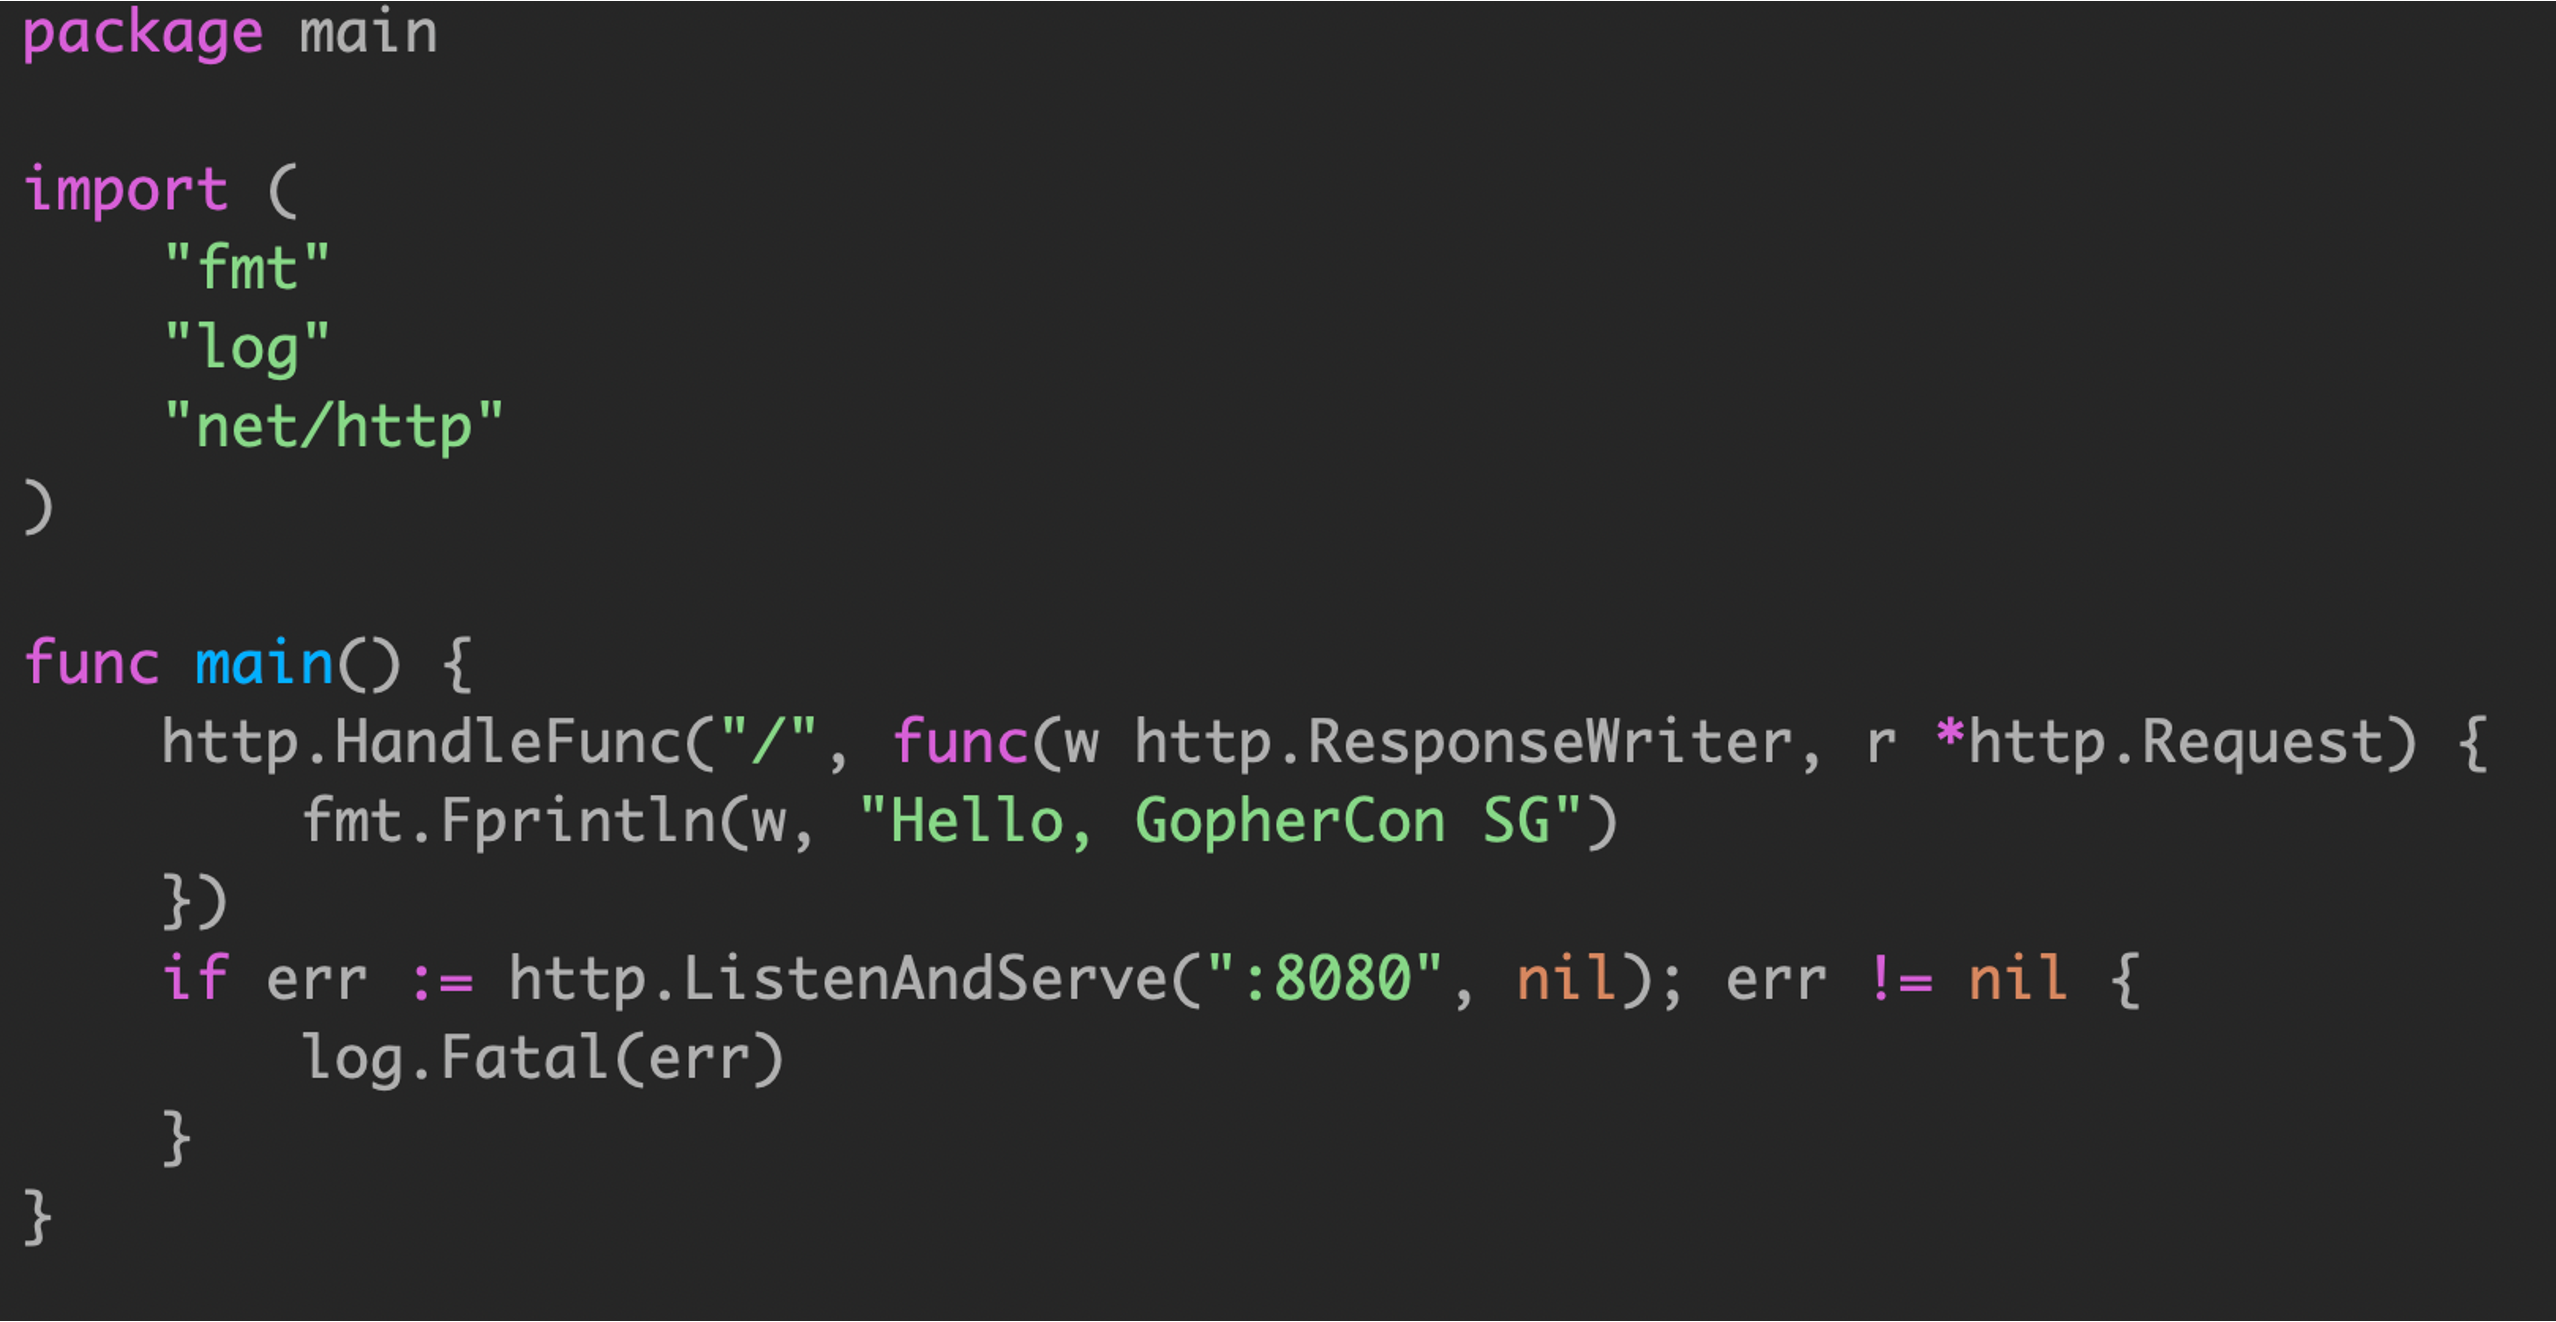 package main
import (
"fmt"
"log"
"net/http"
)
func main() {
http.HandleFunc("/", func(w http.ResponseWriter, r *http.Request) {
fmt.Fprintln(w, "Hello, GopherCon SG")
})
if err := http.ListenAndServe(":8080", nil); err != nil {
log.Fatal(err)
}
}